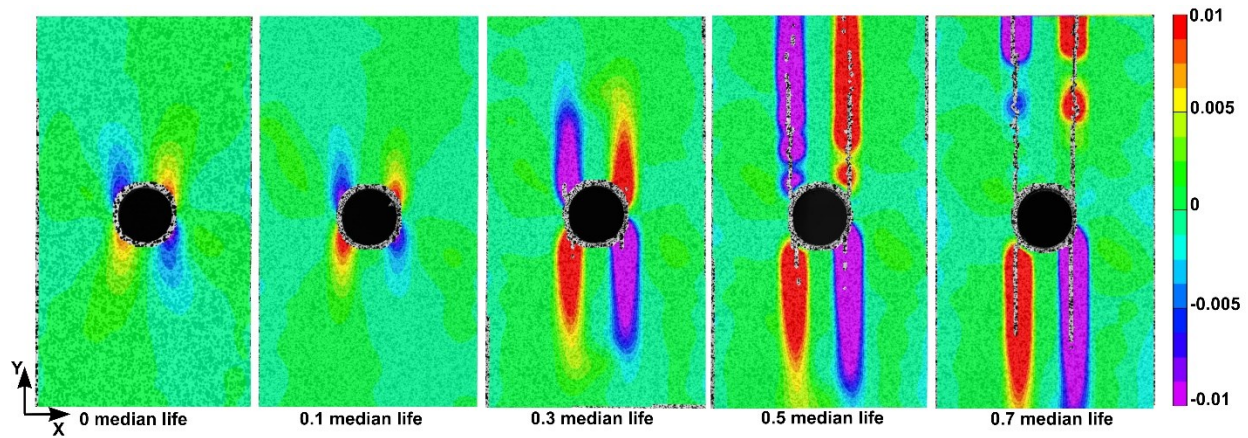 0.01
0.005
0
-0.005
-0.01
Y
X
0 median life
0.1 median life
0.3 median life
0.5 median life
0.7 median life